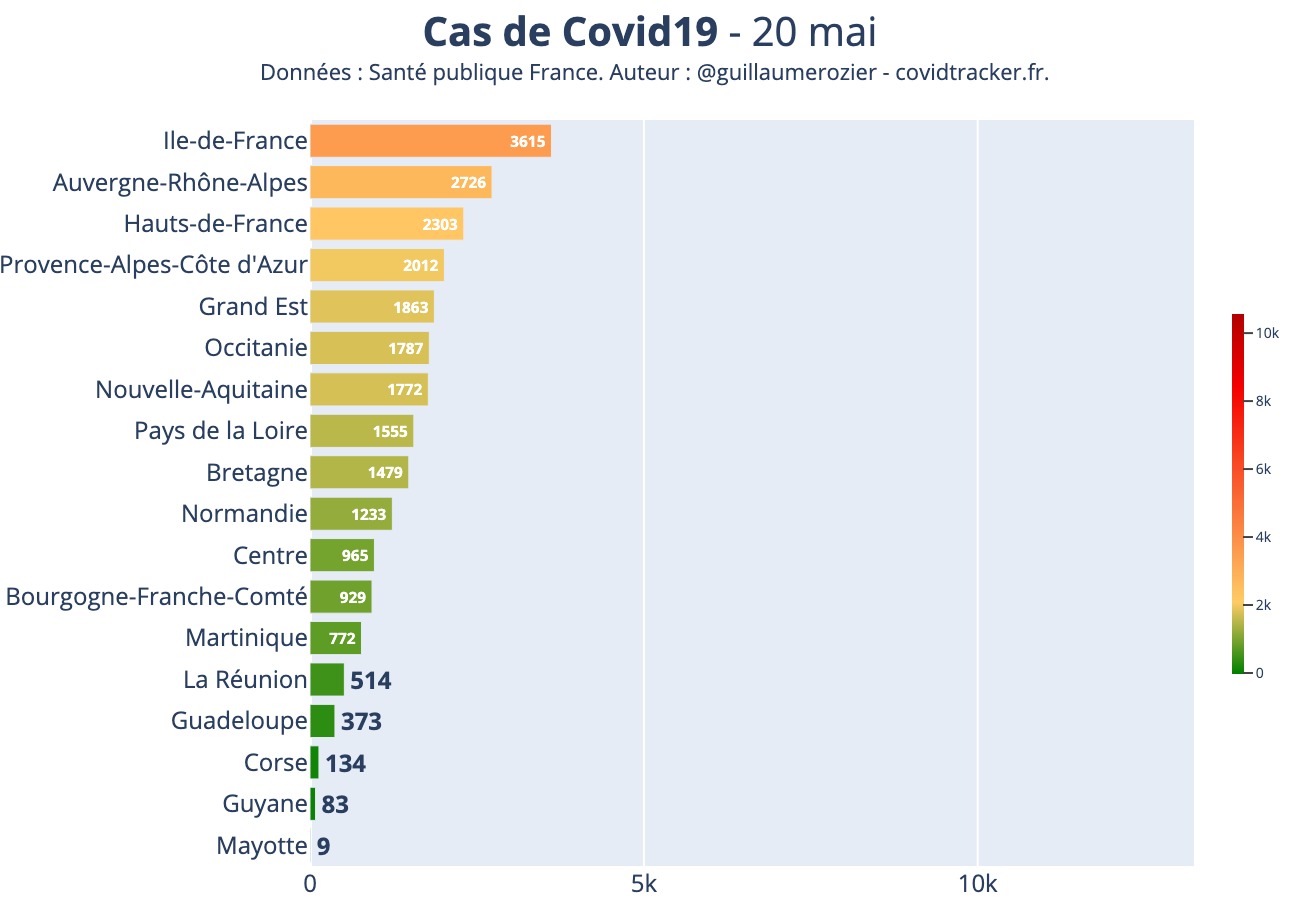 Cas de Covid19 - 20 mai
Données : Santé publique France. Auteur : @guillaumerozier - covidtracker.fr.
Ile-de-France 3615
Auvergne-Rhône-Alpes 2726
Hauts-de-France 2303
Provence-Alpes-Côte d'Azur 2012
Grand Est 1863
Occitanie 1787
Nouvelle-Aquitaine 1772
Pays de la Loire 1555
Bretagne 1479
Normandie 1233
Centre 965
Bourgogne-Franche-Comté 929
Martinique 772
La Réunion 514
Guadeloupe 373
Corse 134
Guyane 83
Mayotte 9
0 5k 10k
10k
8k
6k
4k
2k
0